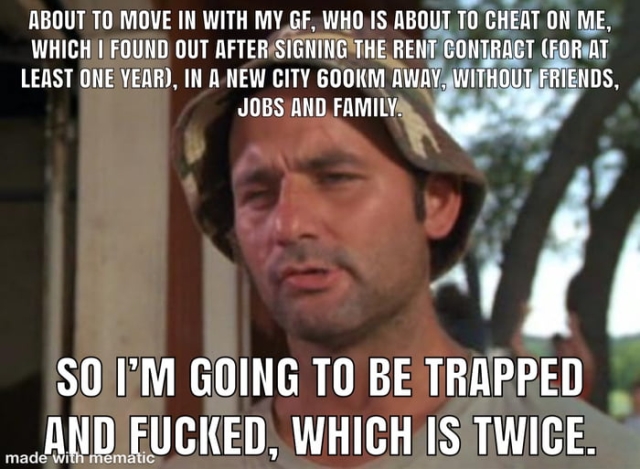 ABOUT TO MOVE IN WITH MY GF, WHO IS ABOUT TO CHEAT ON ME,
WHICH I FOUND OUT AFTER SIGNING THE RENT CONTRACT (FOR AT
LEAST ONE YEAR), IN A NEW CITY 600KM AWAY, WITHOUT FRIENDS,
JOBS AND FAMILY.
SO I'M GOING TO BE TRAPPED
AND FUCKED, WHICH IS TWICE.
made with mematic